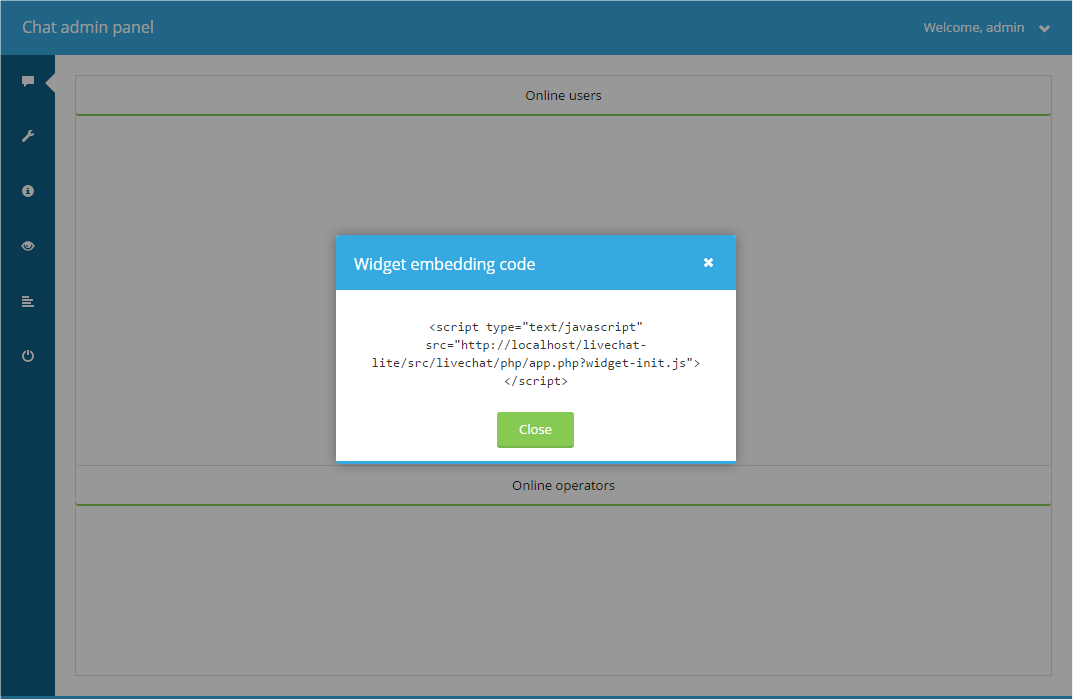 Chat admin panel
Welcome, admin
Online users
Widget embedding code
<script type="text/javascript"
src="http://localhost/livechat-
lite/src/livechat/php/app.php?widget-init.js">
</script>
Close
Online operators